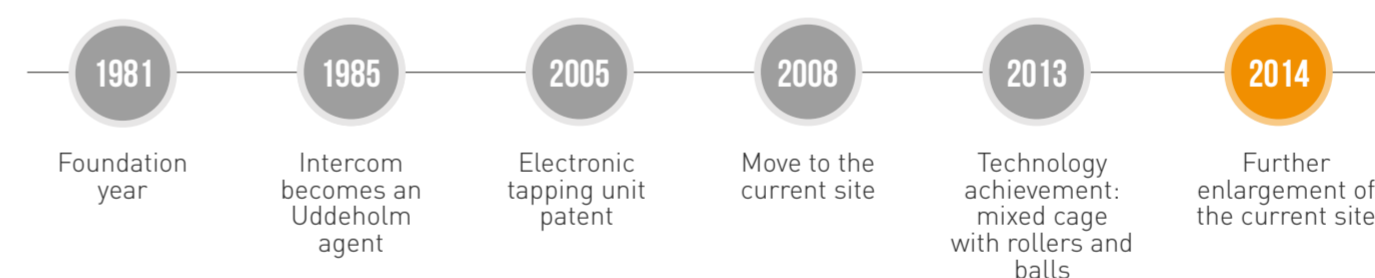 1981
Foundation
year
1985
Intercom
becomes an
Uddeholm
agent
2005
Electronic
tapping unit
patent
2008
Move to the
current site
2013
Technology
achievement:
mixed cage
with rollers and
balls
2014
Further
enlargement of
the current site